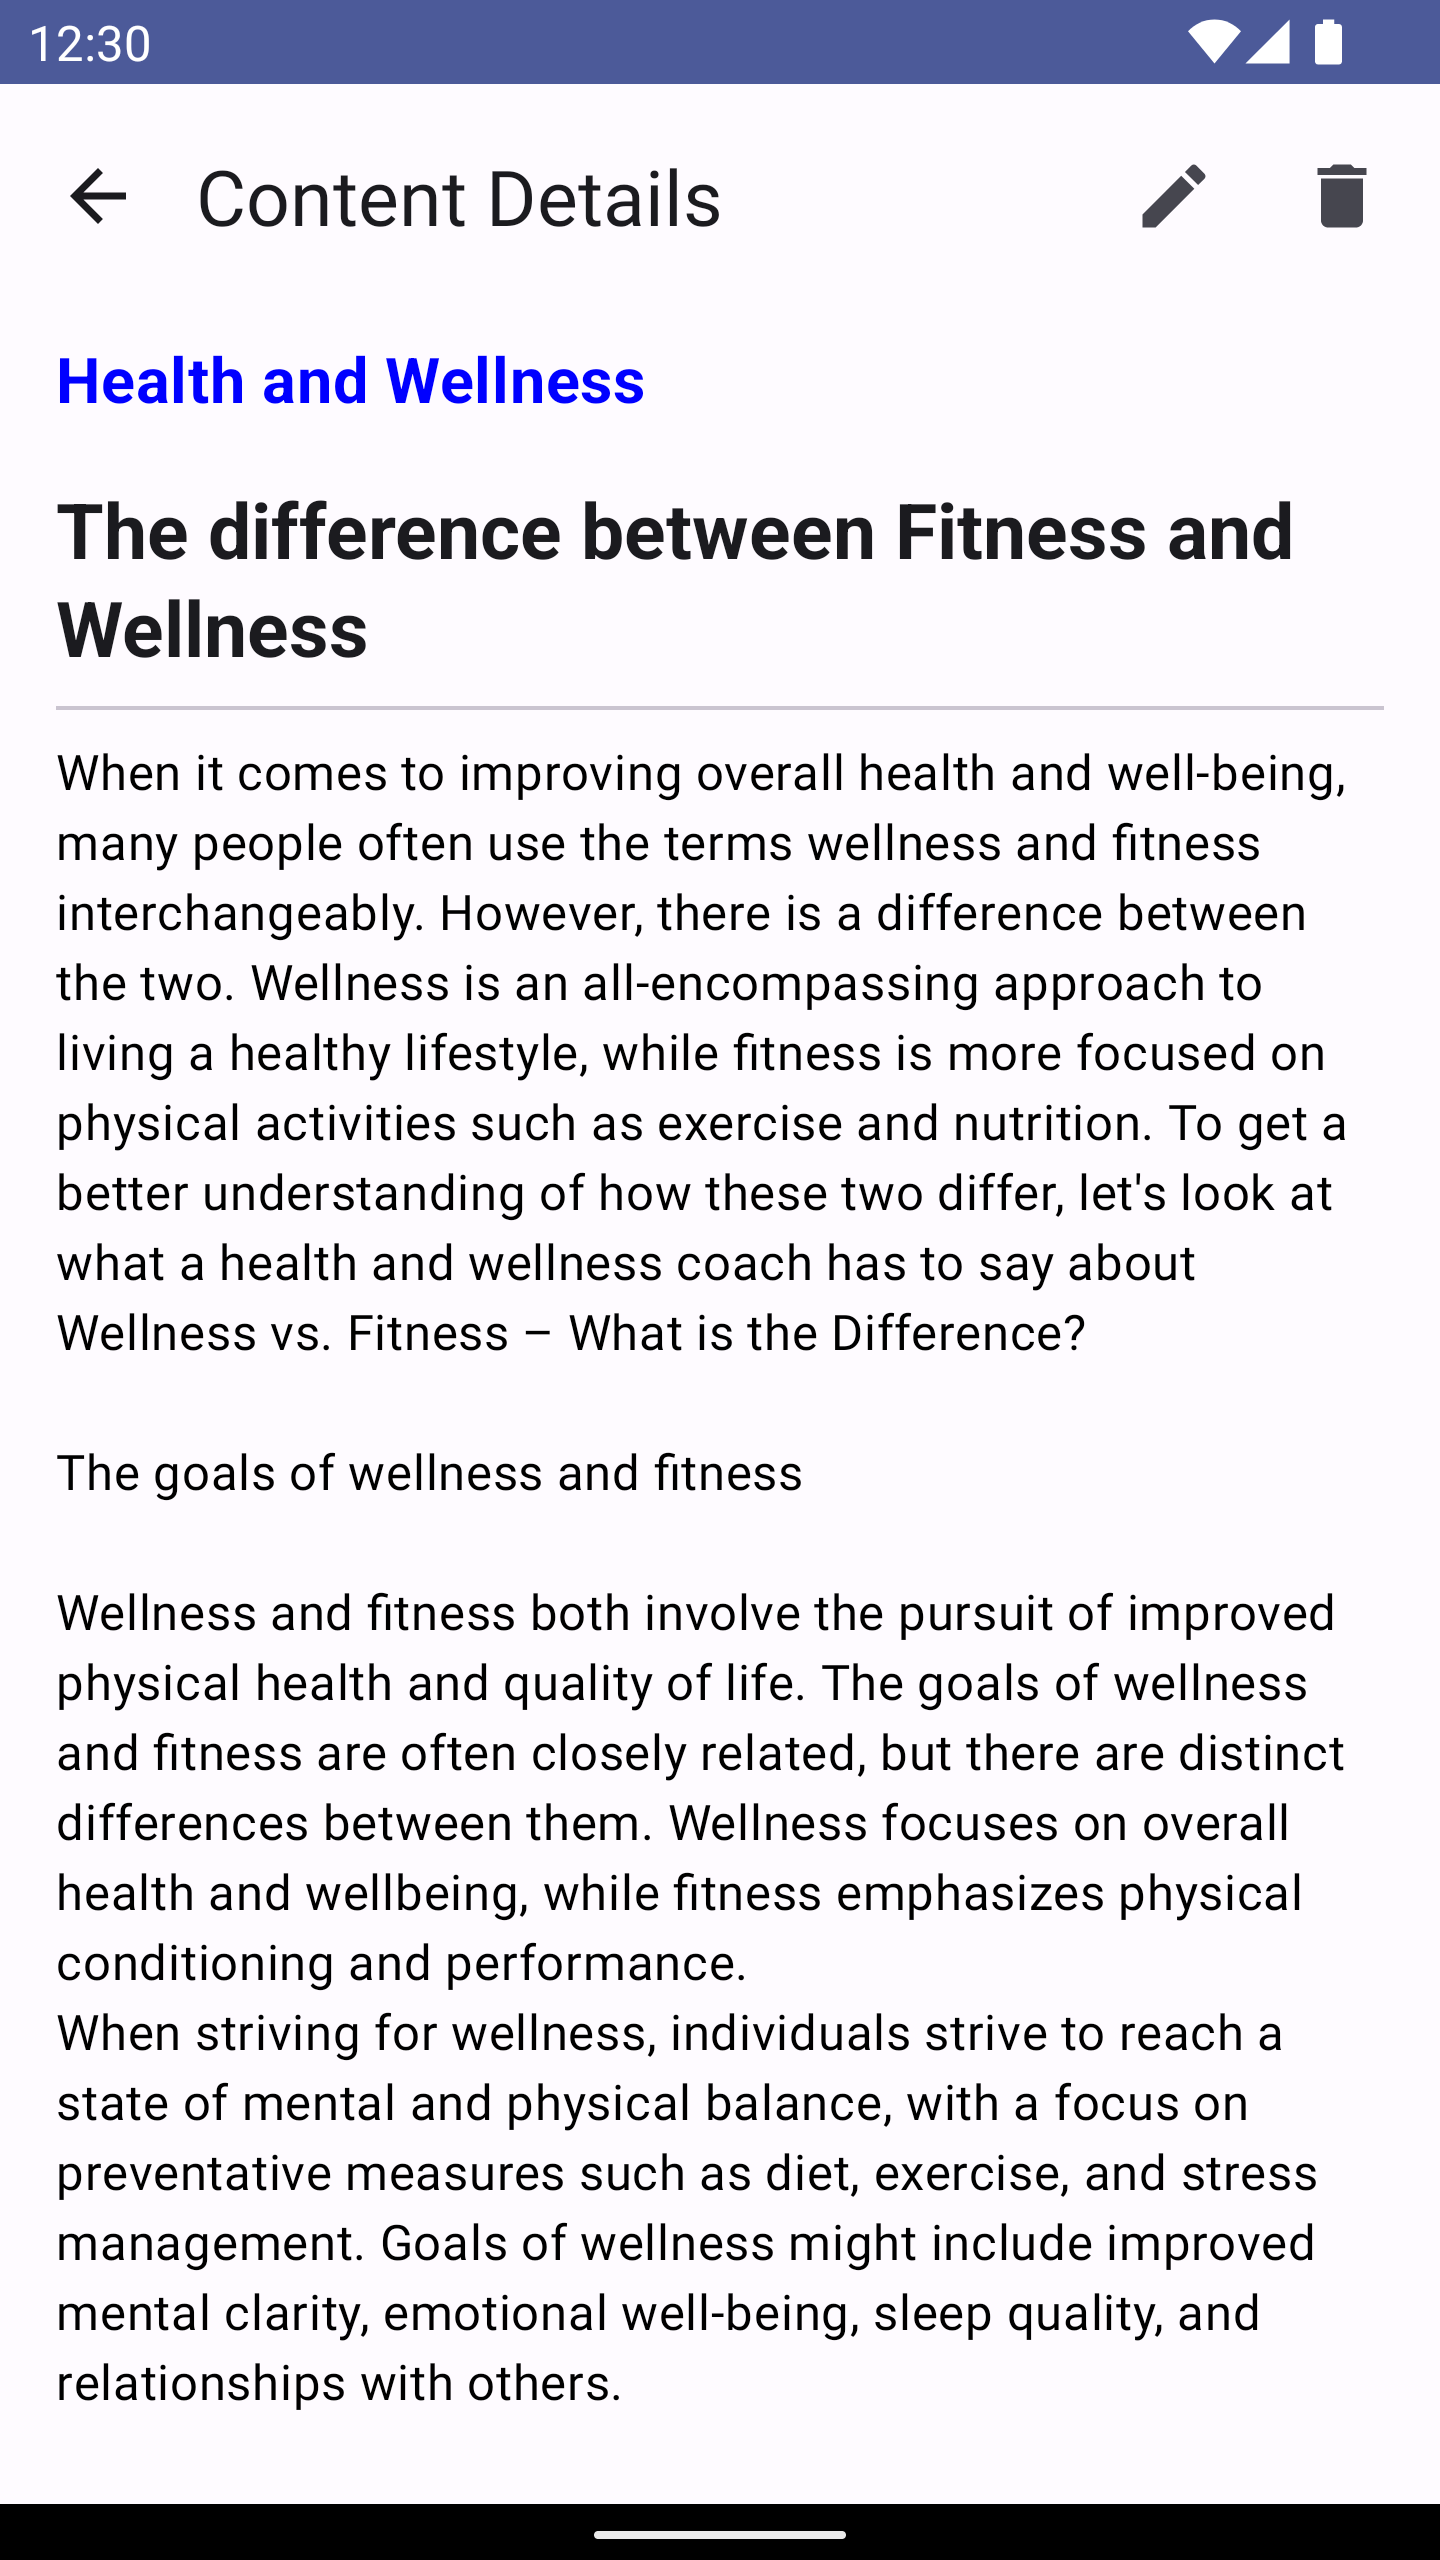 12:30
Content Details
Health and Wellness
The difference between Fitness and
Wellness
When it comes to improving overall health and well-being,
many people often use the terms wellness and fitness
interchangeably. However, there is a difference between
the two. Wellness is an all-encompassing approach to
living a healthy lifestyle, while fitness is more focused on
physical activities such as exercise and nutrition. To get a
better understanding of how these two differ, let's look at
what a health and wellness coach has to say about
Wellness vs. Fitness – What is the Difference?
The goals of wellness and fitness
Wellness and fitness both involve the pursuit of improved
physical health and quality of life. The goals of wellness
and fitness are often closely related, but there are distinct
differences between them. Wellness focuses on overall
health and wellbeing, while fitness emphasizes physical
conditioning and performance.
When striving for wellness, individuals strive to reach a
state of mental and physical balance, with a focus on
preventative measures such as diet, exercise, and stress
management. Goals of wellness might include improved
mental clarity, emotional well-being, sleep quality, and
relationships with others.